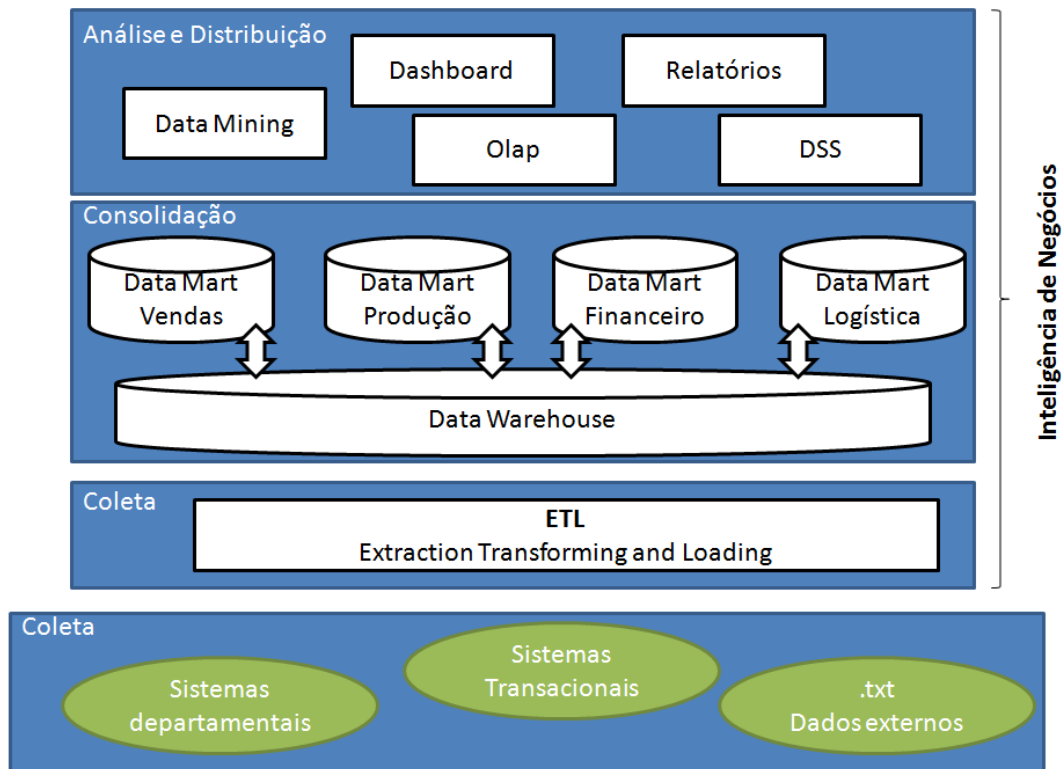 Análise e Distribuição
Dashboard
Relatórios
Data Mining
Olap
DSS
Consolidação
Data Mart
Vendas
Data Mart
Produção
Data Mart
Financeiro
Data Mart
Logística
Data Warehouse
Coleta
ETL
Extraction Transforming and Loading
Inteligência de Negócios
Coleta
Sistemas
departamentais
Sistemas
Transacionais
.txt
Dados externos